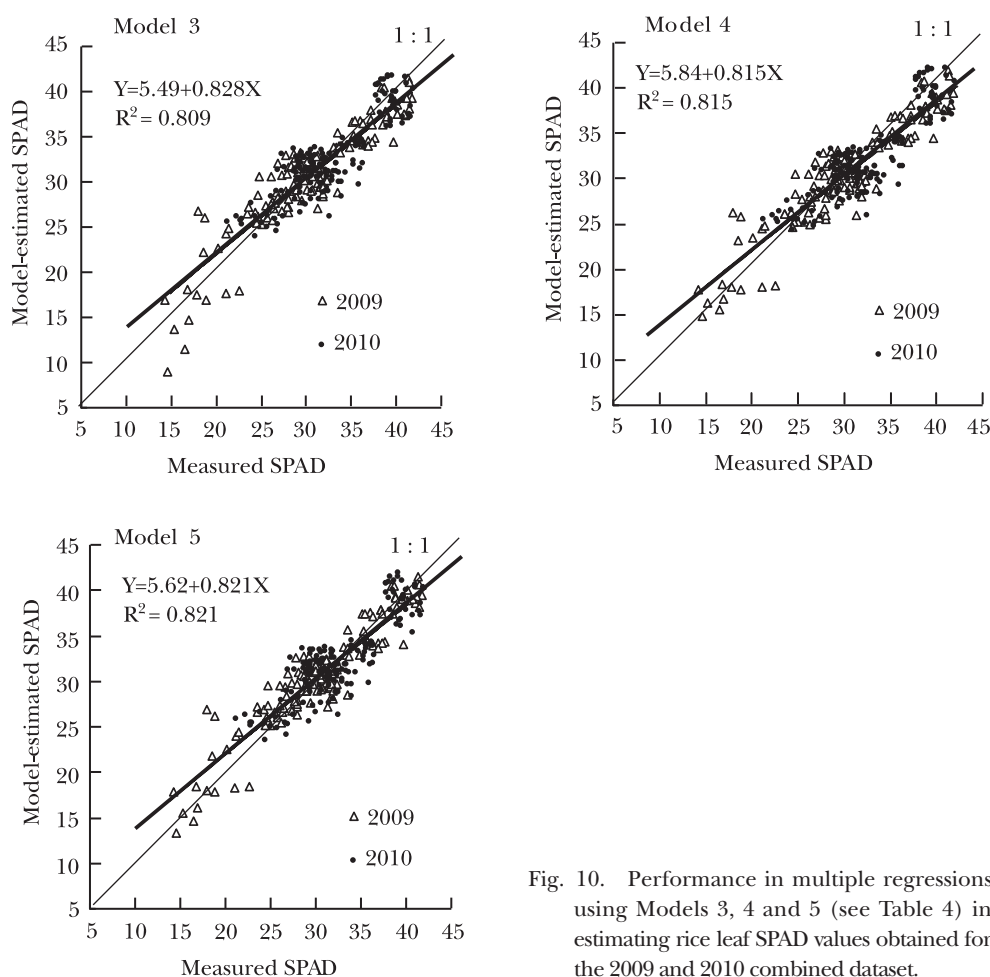 Model 3
1 : 1
45
40
35
30
25
20
15
10
5
Y=5.49+0.828X
R² = 0.809
Model-estimated SPAD
2009
2010
5 10 15 20 25 30 35 40 45
Measured SPAD
Model 4
1 : 1
45
40
35
30
25
20
15
10
5
Y=5.84+0.815X
R² = 0.815
Model-estimated SPAD
2009
2010
5 10 15 20 25 30 35 40 45
Measured SPAD
Model 5
1 : 1
45
40
35
30
25
20
15
10
5
Y=5.62+0.821X
R² = 0.821
Model-estimated SPAD
2009
2010
5 10 15 20 25 30 35 40 45
Measured SPAD
Fig. 10. Performance in multiple regressions
using Models 3, 4 and 5 (see Table 4) in
estimating rice leaf SPAD values obtained for
the 2009 and 2010 combined dataset.